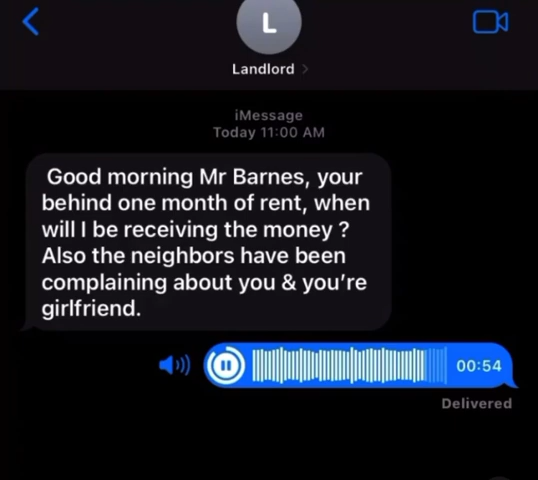 L
Landlord
iMessage
Today 11:00 AM
Good morning Mr Barnes, your
behind one month of rent, when
will I be receiving the money ?
Also the neighbors have been
complaining about you & you’re
girlfriend.
00:54
Delivered